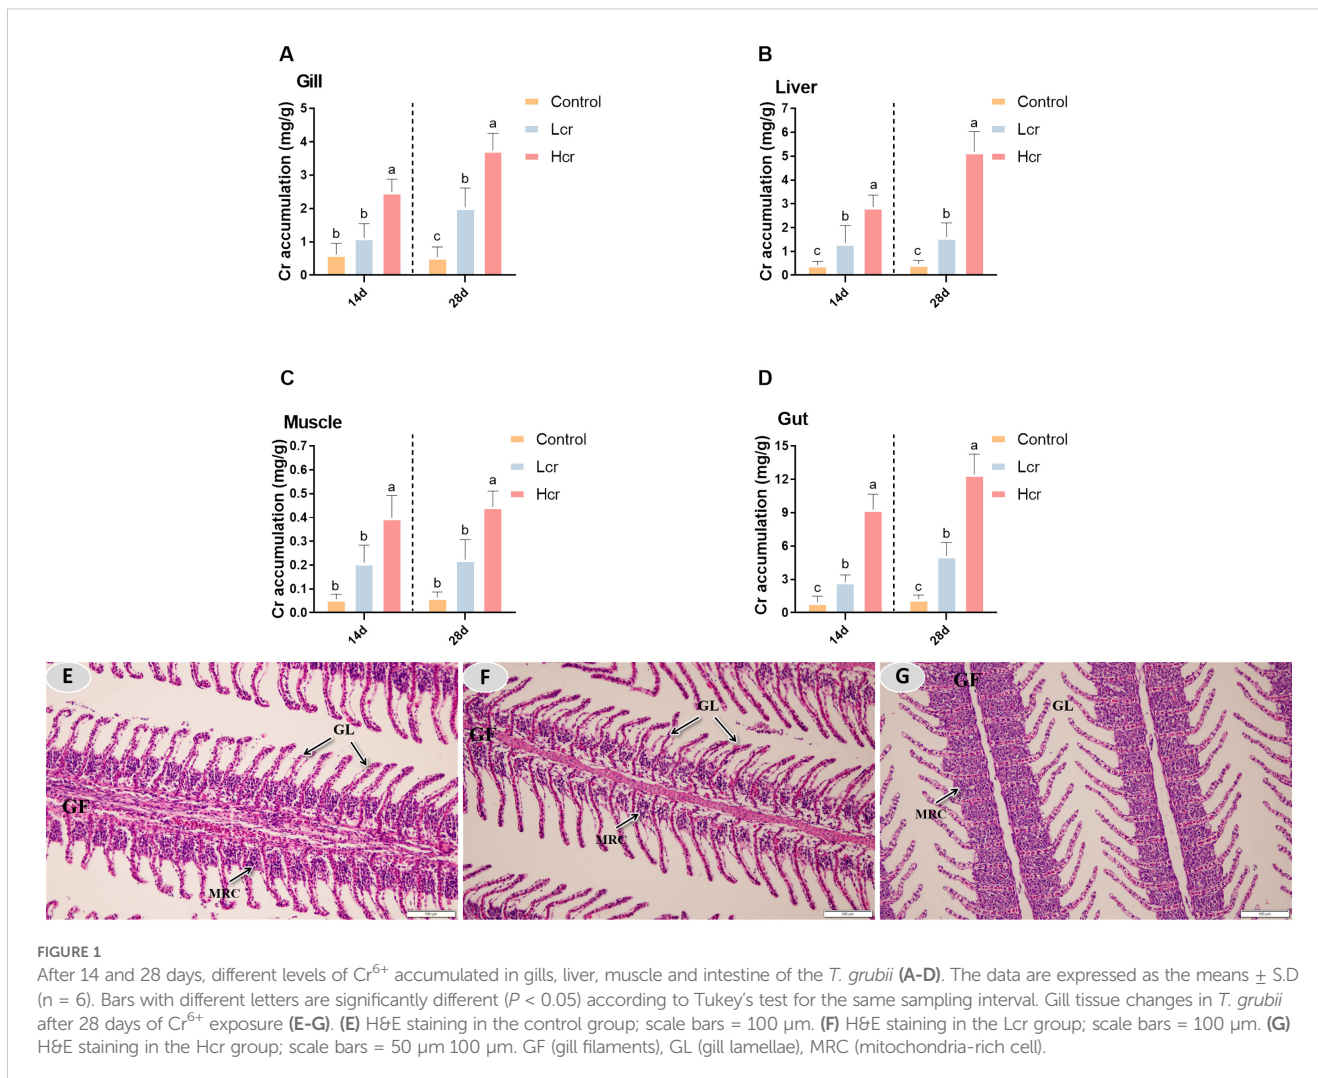 A
Gill
Cr accumulation (mg/g)
5
4
3
2
1
0
b
b
a
c
b
a
14d
28d
Control
Lcr
Hcr
B
Liver
Cr accumulation (mg/g)
7
6
5
4
3
2
1
0
c
b
a
c
b
a
14d
28d
Control
Lcr
Hcr
C
Muscle
Cr accumulation (mg/g)
0.7
0.6
0.5
0.4
0.3
0.2
0.1
0.0
b
b
a
b
b
a
14d
28d
Control
Lcr
Hcr
D
Gut
Cr accumulation (mg/g)
15
12
9
6
3
0
c
b
a
c
b
a
14d
28d
Control
Lcr
Hcr
E
GL
GF
MRC
100 μm
F
GL
GF
MRC
100 μm
G
GF
GL
MRC
100 μm
FIGURE 1
After 14 and 28 days, different levels of Cr⁶⁺ accumulated in gills, liver, muscle and intestine of the T. grubii (A-D). The data are expressed as the means ± S.D
(n = 6). Bars with different letters are significantly different (P < 0.05) according to Tukey's test for the same sampling interval. Gill tissue changes in T. grubii
after 28 days of Cr⁶⁺ exposure (E-G). (E) H&E staining in the control group; scale bars = 100 μm. (F) H&E staining in the Lcr group; scale bars = 100 μm. (G)
H&E staining in the Hcr group; scale bars = 50 μm 100 μm. GF (gill filaments), GL (gill lamellae), MRC (mitochondria-rich cell).